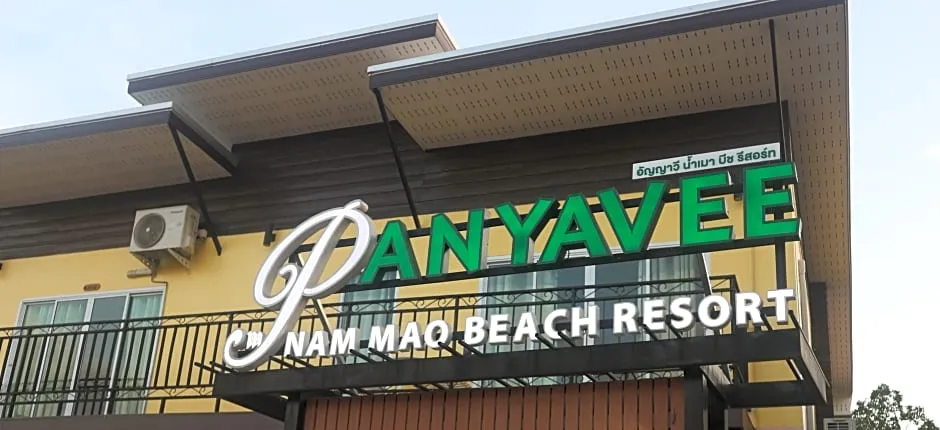 อัญญาวี น้ำเมา บีช รีสอร์ท
PANYAVEE
NAM MAO BEACH RESORT